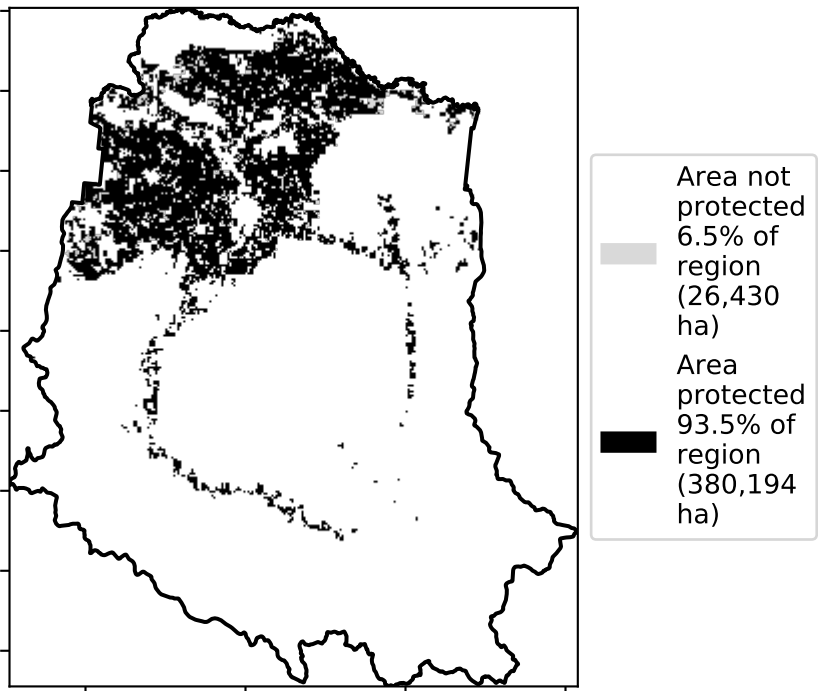 Area not
protected
6.5% of
region
(26,430
ha)
Area
protected
93.5% of
region
(380,194
ha)